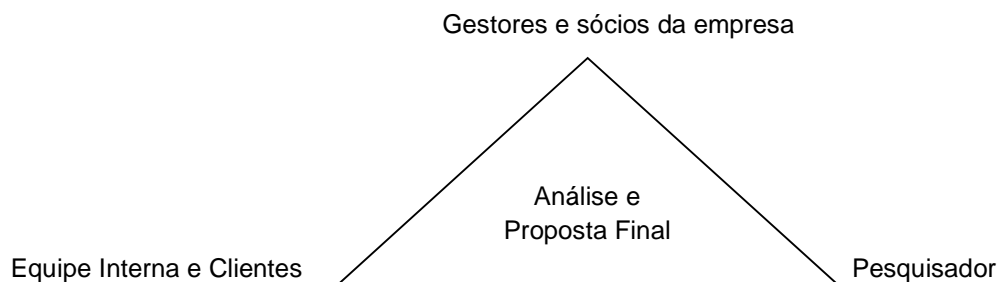 Gestores e sócios da empresa
Análise e
Proposta Final
Equipe Interna e Clientes
Pesquisador